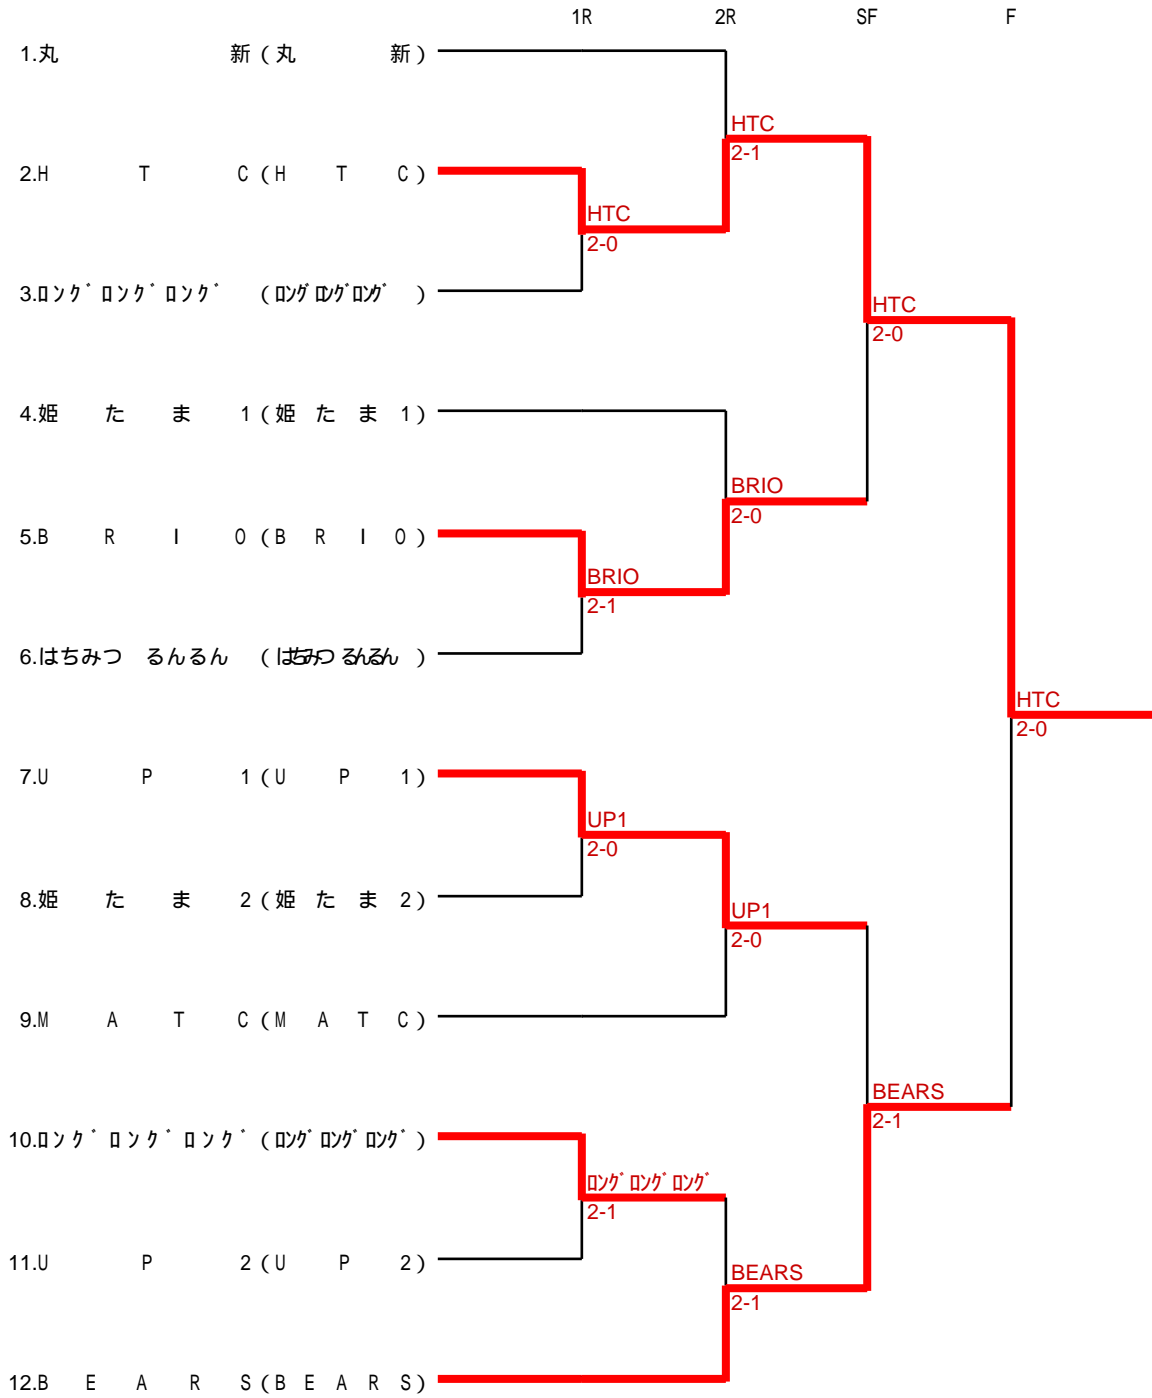 1R 2R SF F
1.丸 新 (丸 新)
HTC
2-1
2.H T C (H T C)
HTC
2-0
3.ロングロングロング (ロングロングロング)
HTC
2-0
4.姫 た ま 1 (姫 た ま 1)
BRIO
2-0
5.B R I O (B R I O)
BRIO
2-1
6.はちみつ るんるん (はちみつ るんるん)
HTC
2-0
7.U P 1 (U P 1)
UP1
2-0
8.姫 た ま 2 (姫 た ま 2)
UP1
2-0
9.M A T C (M A T C)
BEARS
2-1
10.ロングロングロング (ロングロングロング)
ロングロングロング
2-1
11.U P 2 (U P 2)
BEARS
2-1
12.B E A R S (B E A R S)